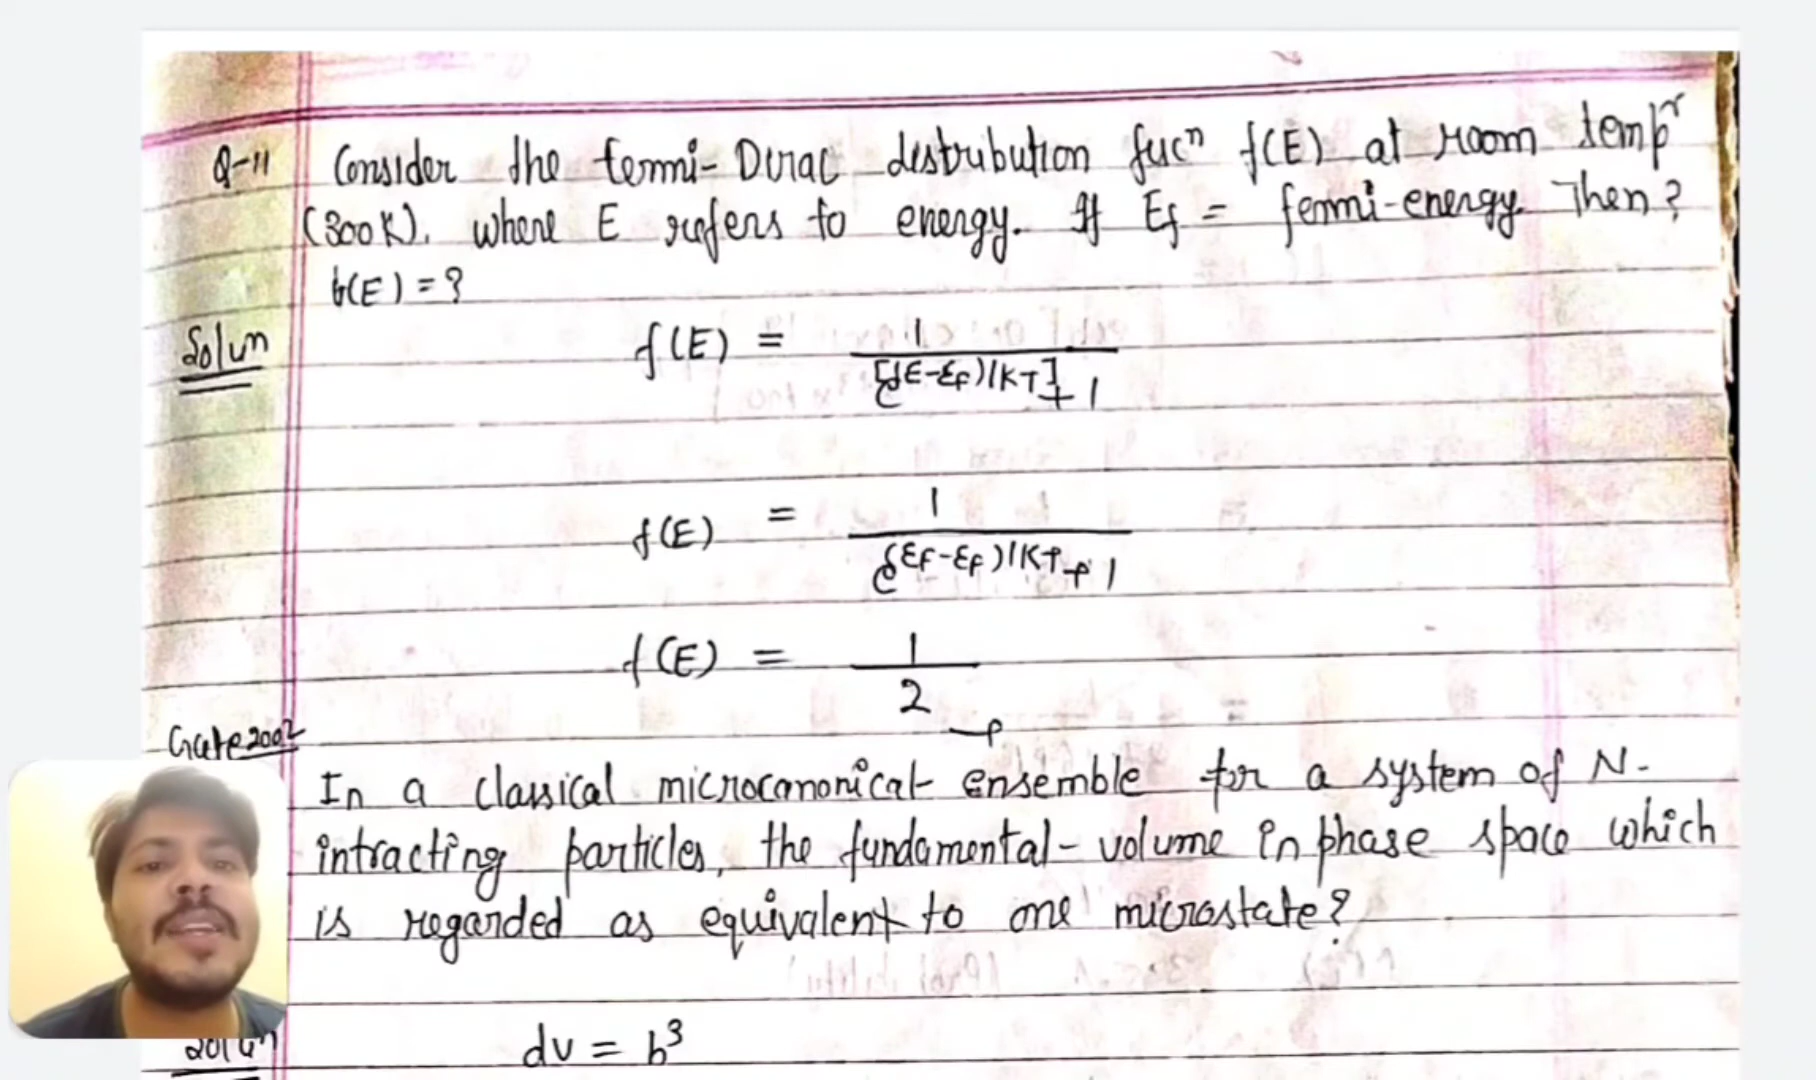 Q-11 Consider the fermi-Dirac distribution fucⁿ f(E) at room tempʳ
(300K). where E refers to energy. If Ef = fermi-energy. Then?
f(E) = ?
Solun f(E) = 1
[e(E-EF)/KT] + 1
f(E) = 1
e(EF-EF)/KT + 1
f(E) = 1
2
Gate 2002
In a classical microcanonical ensemble for a system of N-
intracting particles, the fundamental - volume in phase space which
is regarded as equivalent to one microstate?
Solun dv = h³